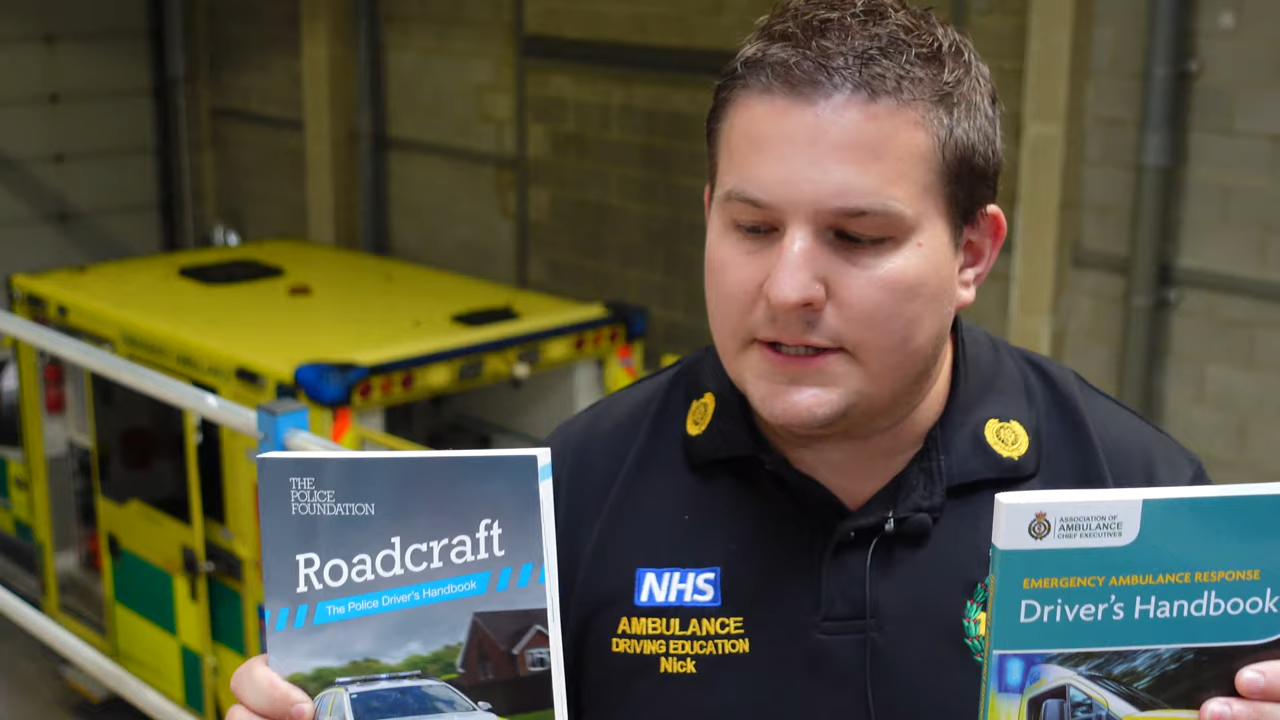 THE
POLICE
FOUNDATION
Roadcraft
The Police Driver's Handbook
NHS
AMBULANCE
DRIVING EDUCATION
Nick
ASSOCIATION OF
AMBULANCE
CHIEF EXECUTIVES
EMERGENCY AMBULANCE RESPONSE
Driver's Handbook